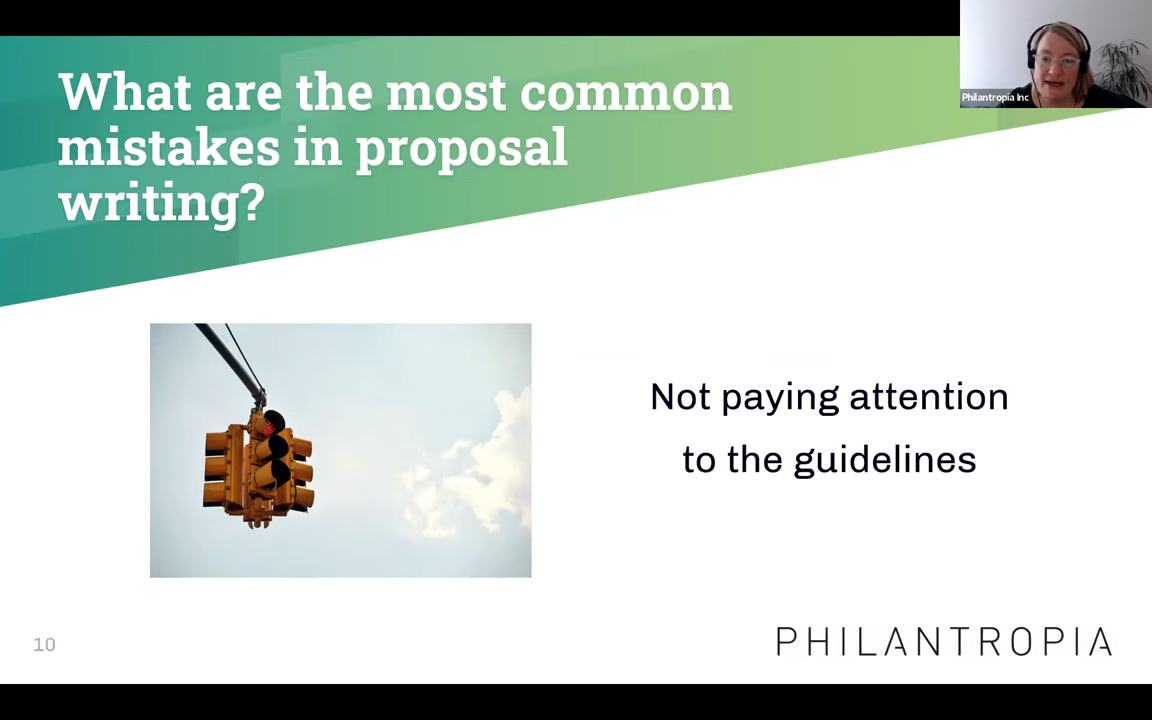 What are the most common
mistakes in proposal
writing?
Philantropia Inc
Not paying attention
to the guidelines
10
PHILANTROPIA